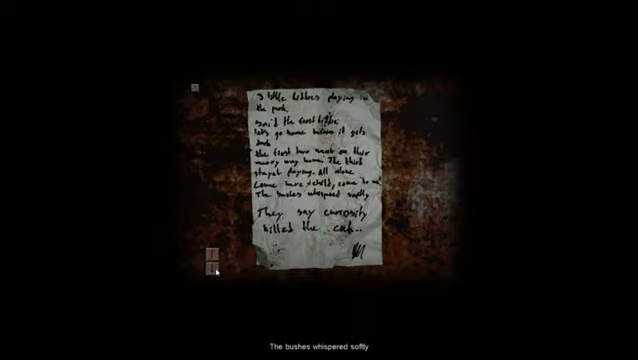 3 little kiddies playing in
the park.
Said the first kiddie
lets go home before it gets
dark
the first two went on their
merry way home. The third
stayed playing. All alone
Come here child, come to me
The bushes whispered softly
They say curiosity
killed the cat..
The bushes whispered softly